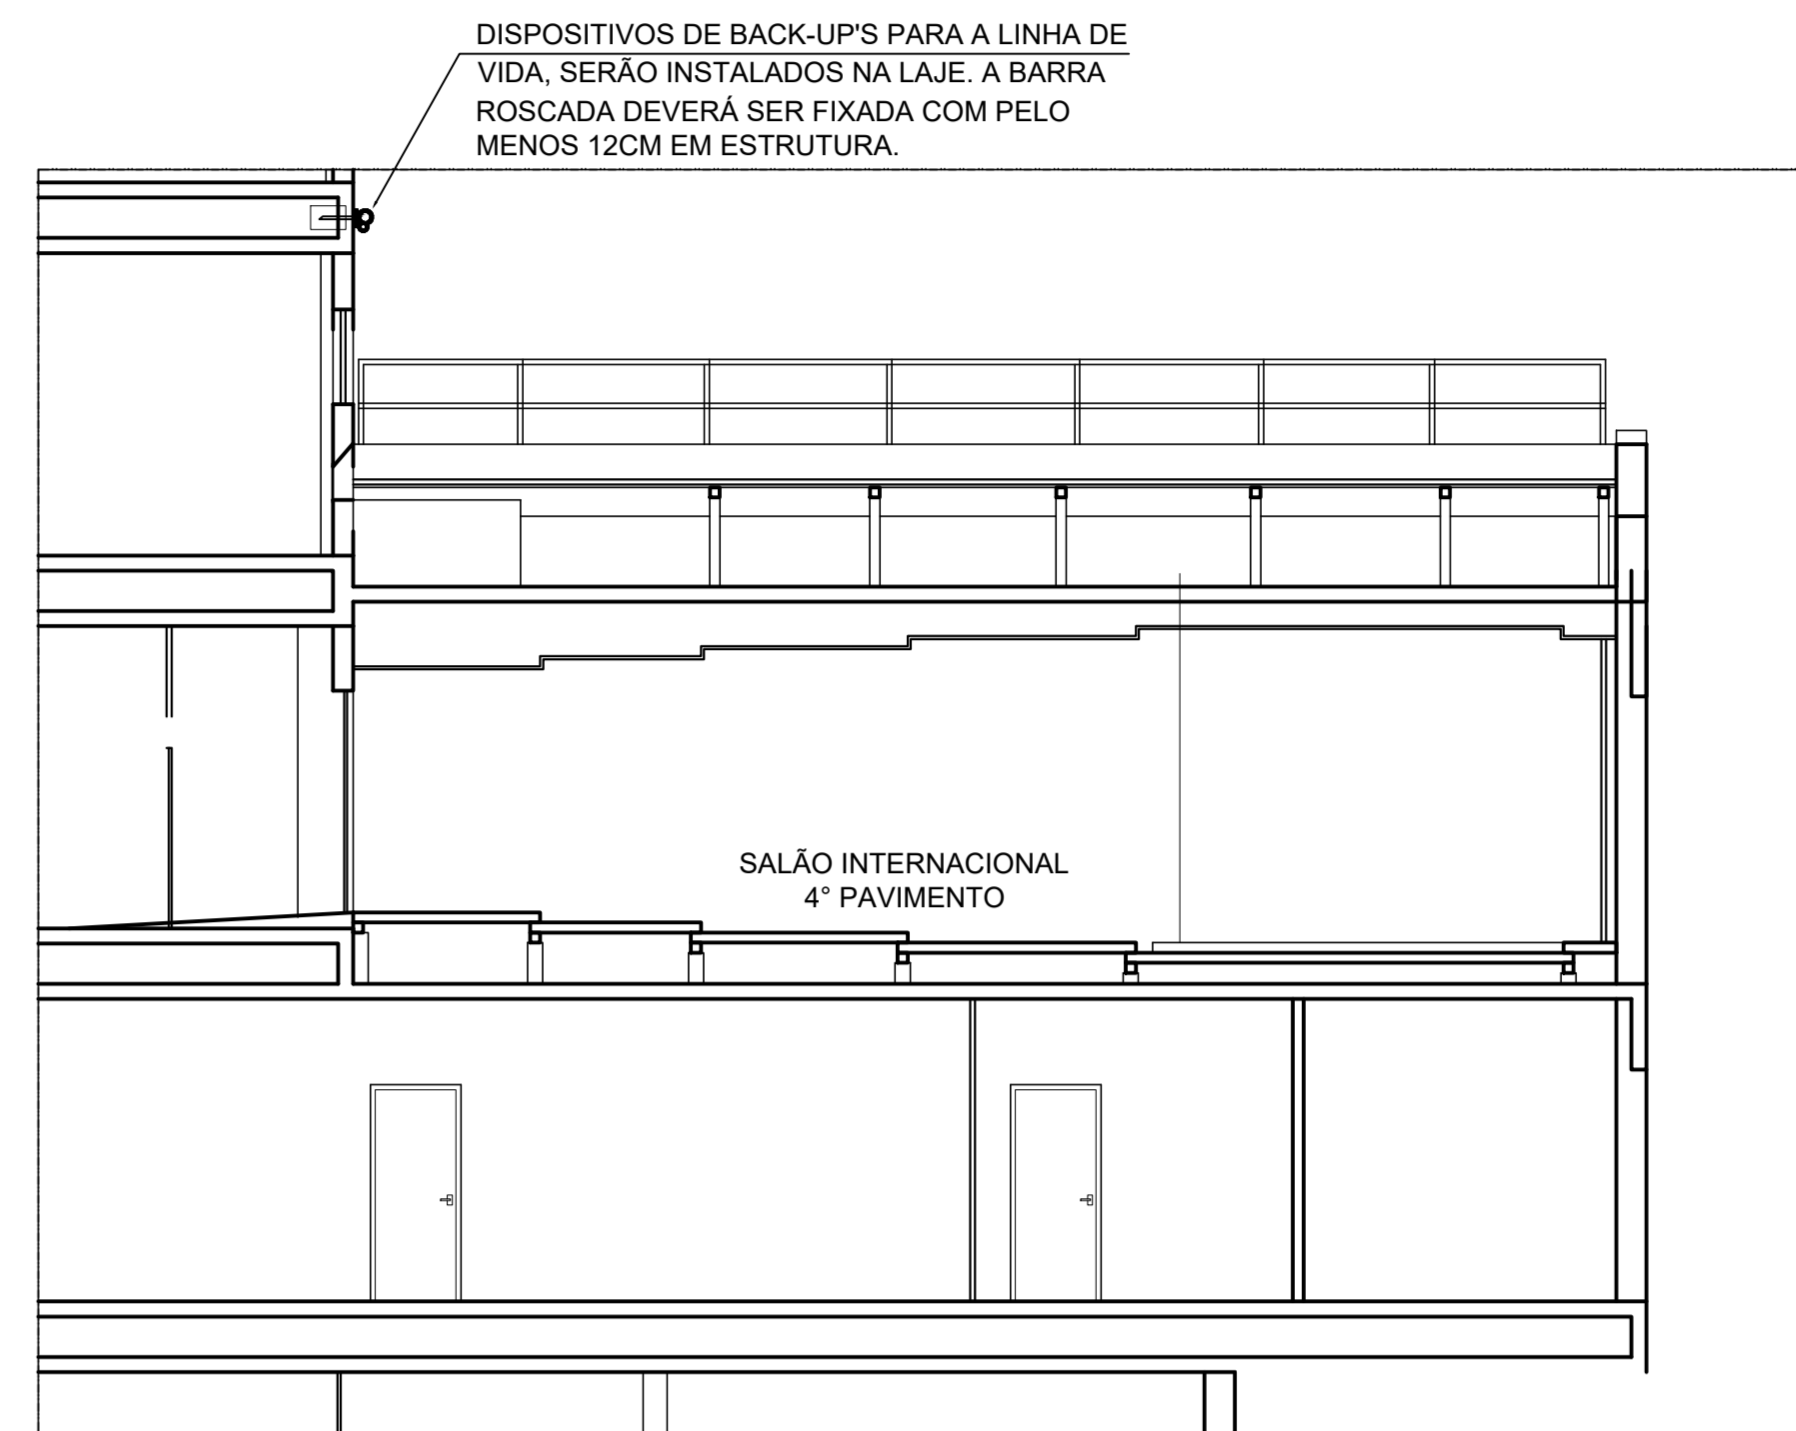 DISPOSITIVOS DE BACK-UP'S PARA A LINHA DE
VIDA, SERÃO INSTALADOS NA LAJE. A BARRA
ROSCADA DEVERÁ SER FIXADA COM PELO
MENOS 12CM EM ESTRUTURA.
SALÃO INTERNACIONAL
4° PAVIMENTO